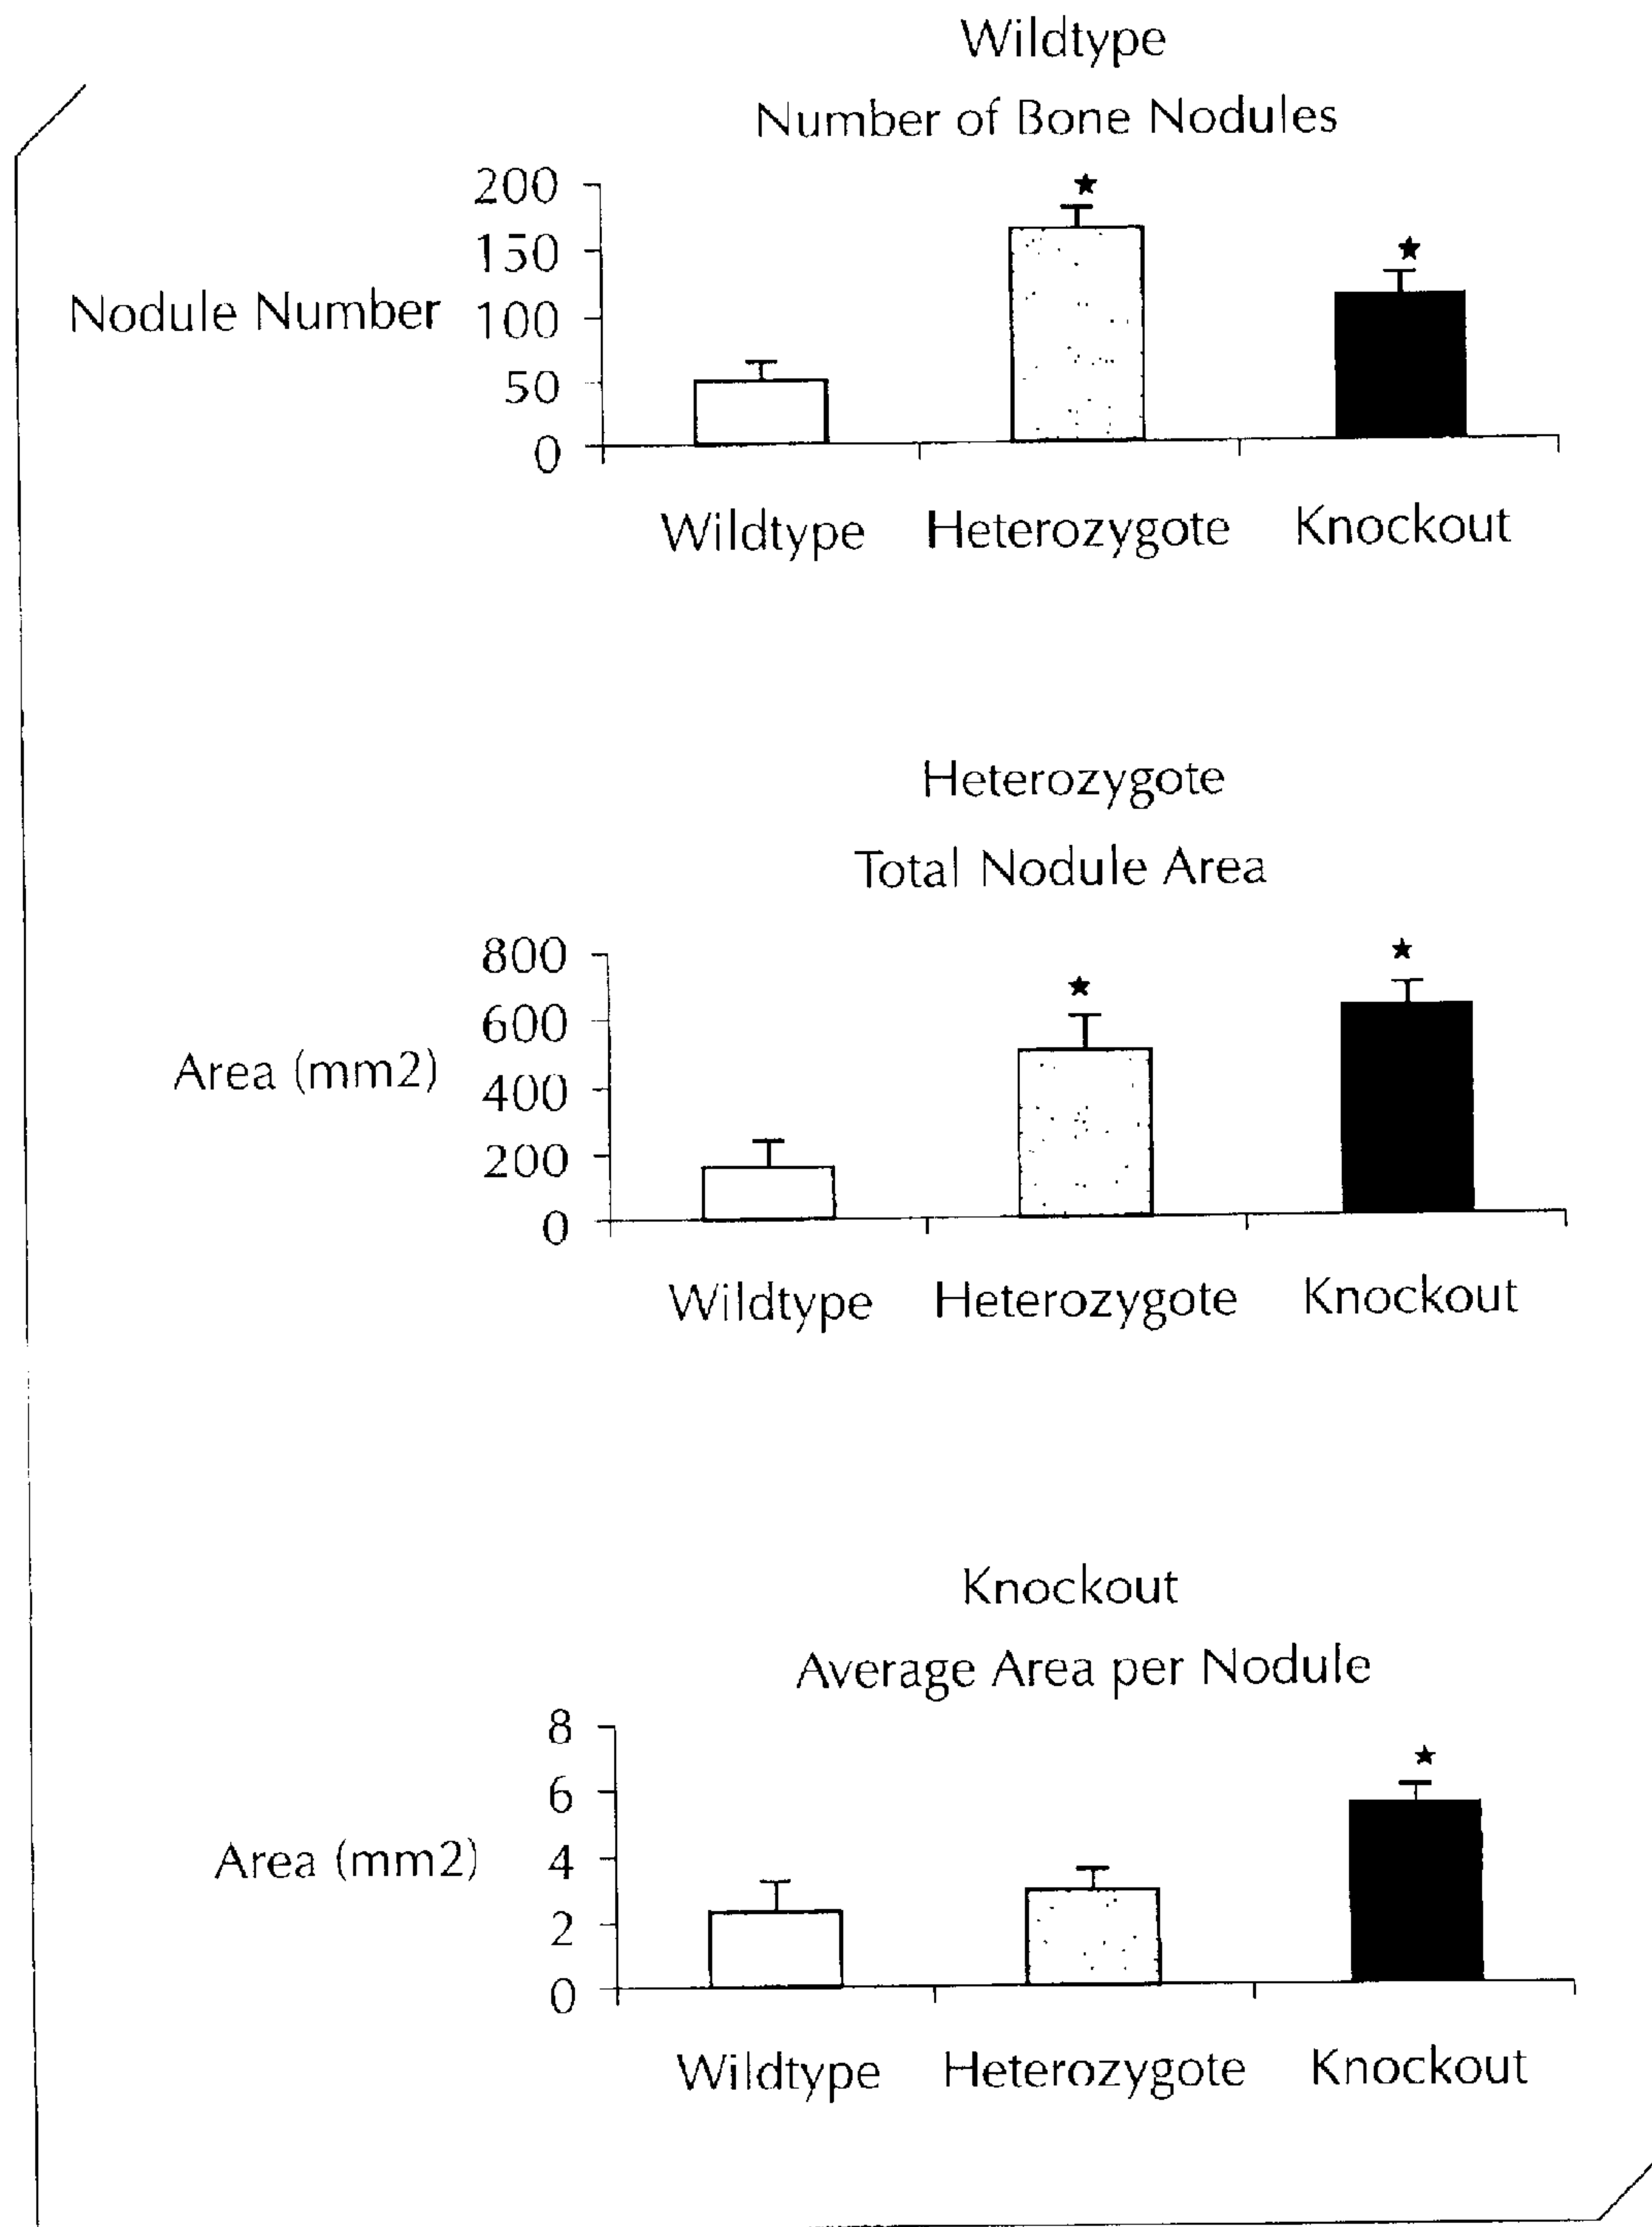 Wildtype
Number of Bone Nodules
200
150
Nodule Number 100
50
0
Wildtype Heterozygote Knockout
Heterozygote
Total Nodule Area
800
600
Area (mm2) 400
200
0
Wildtype Heterozygote Knockout
Knockout
Average Area per Nodule
8
6
Area (mm2) 4
2
0
Wildtype Heterozygote Knockout